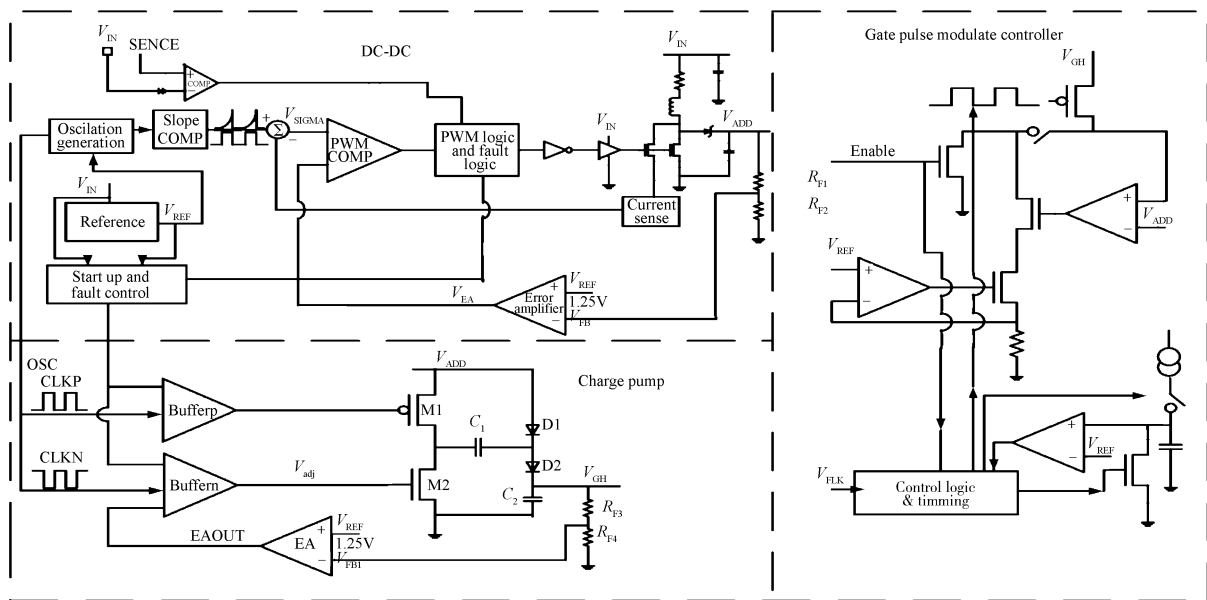 DC-DC
V_IN
SENCE
+
COMP
−
Oscilation
generation
Slope
COMP
+
Σ
−
V_SIGMA
PWM
COMP
PWM logic
and fault
logic
V_IN
V_IN
V_ADD
Current
sense
V_IN
Reference
V_REF
Start up and
fault control
V_EA
Error
amplifier
+
−
V_REF
1.25V
V_FB
Charge pump
OSC
CLKP
CLKN
Bufferp
Buffern
V_adj
V_ADD
M1
M2
C_1
D1
D2
C_2
V_GH
R_F3
R_F4
EAOUT
EA
+
−
V_REF
1.25V
V_FB1
Gate pulse modulate controller
V_GH
Enable
R_F1
R_F2
+
−
V_ADD
V_REF
+
−
+
−
V_REF
V_FLK
Control logic
& timming